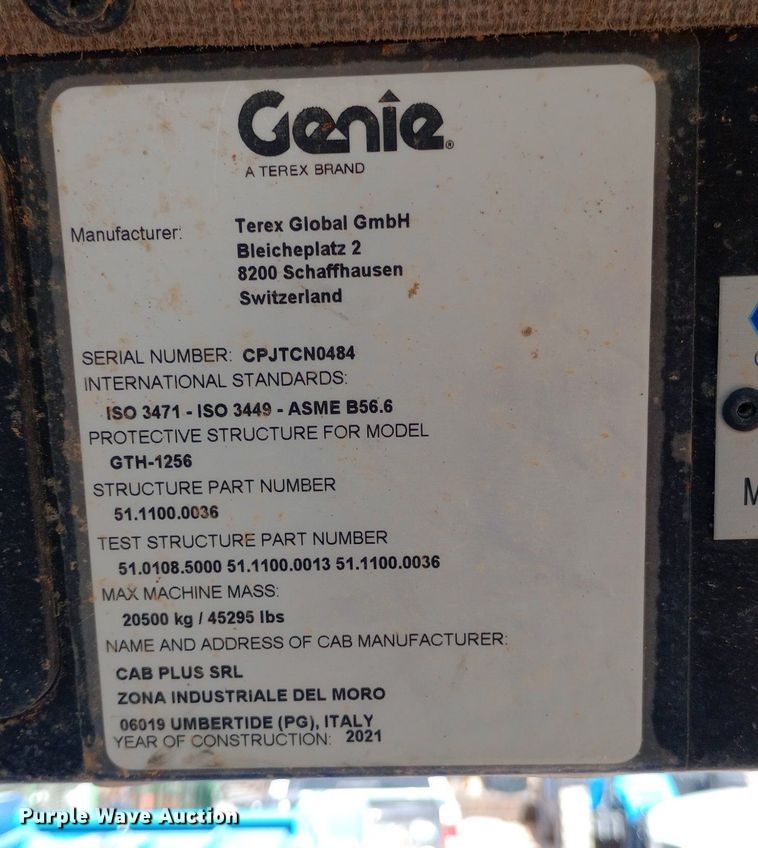 Genie®
A TEREX BRAND
Manufacturer: Terex Global GmbH
Bleicheplatz 2
8200 Schaffhausen
Switzerland
SERIAL NUMBER: CPJTCN0484
INTERNATIONAL STANDARDS:
ISO 3471 - ISO 3449 - ASME B56.6
PROTECTIVE STRUCTURE FOR MODEL
GTH-1256
STRUCTURE PART NUMBER
51.1100.0036
TEST STRUCTURE PART NUMBER
51.0108.5000 51.1100.0013 51.1100.0036
MAX MACHINE MASS:
20500 kg / 45295 lbs
NAME AND ADDRESS OF CAB MANUFACTURER:
CAB PLUS SRL
ZONA INDUSTRIALE DEL MORO
06019 UMBERTIDE (PG), ITALY
YEAR OF CONSTRUCTION: 2021
Purple Wave Auction